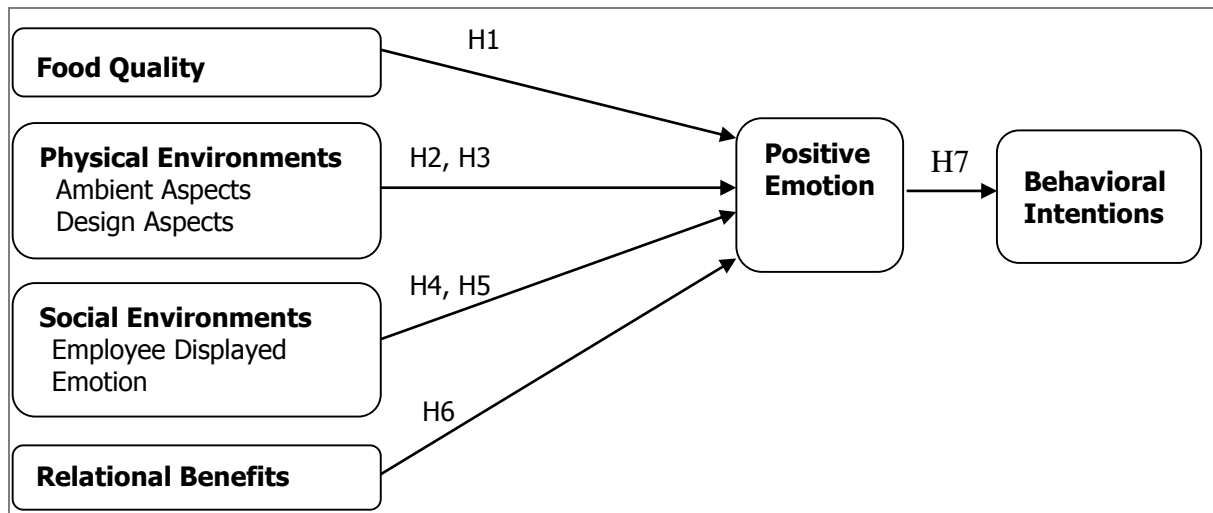 H1
Food Quality
Physical Environments
Ambient Aspects
Design Aspects
H2, H3
Social Environments
Employee Displayed
Emotion
H4, H5
Relational Benefits
H6
Positive
Emotion
H7
Behavioral
Intentions